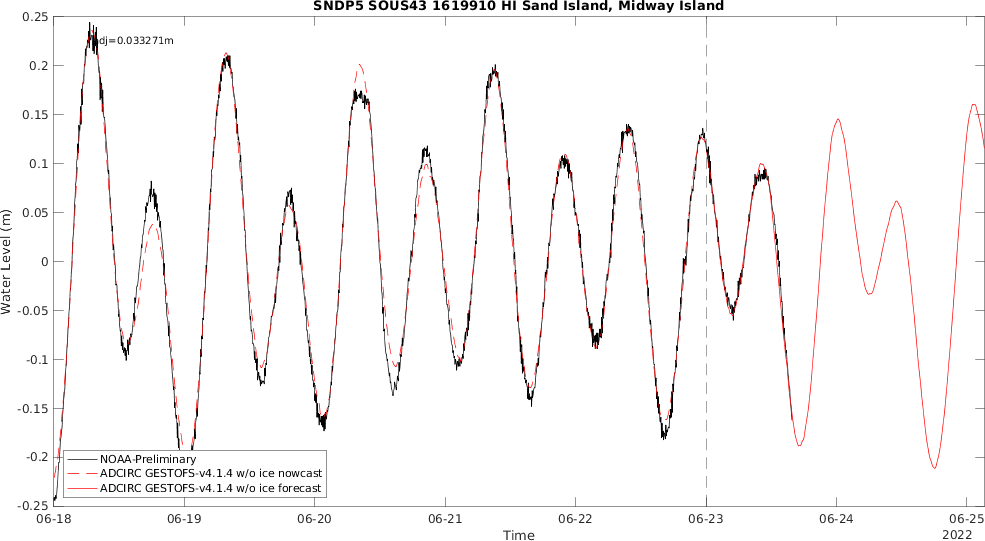 SNDP5 SOUS43 1619910 HI Sand Island, Midway Island
adj=0.033271m
Water Level (m)
0.25
0.2
0.15
0.1
0.05
0
-0.05
-0.1
-0.15
-0.2
-0.25
NOAA-Preliminary
ADCIRC GESTOFS-v4.1.4 w/o ice nowcast
ADCIRC GESTOFS-v4.1.4 w/o ice forecast
06-18 06-19 06-20 06-21 06-22 06-23 06-24 06-25
Time
2022